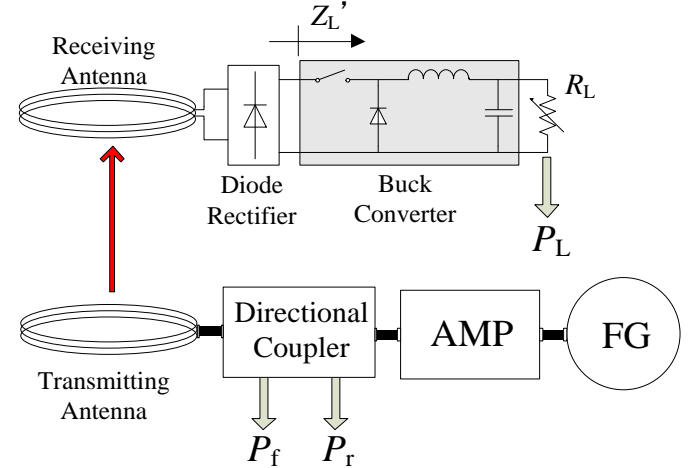 Z_L'
Receiving
Antenna
R_L
Diode
Rectifier
Buck
Converter
P_L
Directional
Coupler
AMP
FG
Transmitting
Antenna
P_f
P_r